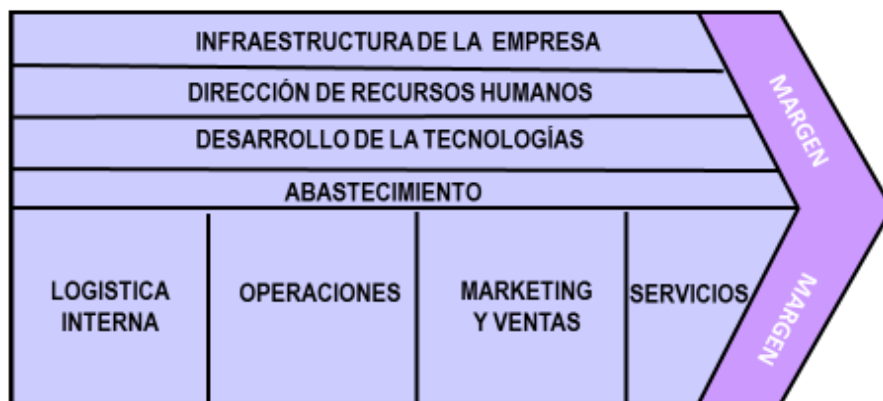 INFRAESTRUCTURA DE LA EMPRESA
DIRECCIÓN DE RECURSOS HUMANOS
DESARROLLO DE LA TECNOLOGÍAS
ABASTECIMIENTO
MARGEN
LOGISTICA
INTERNA
OPERACIONES
MARKETING
Y VENTAS
SERVICIOS
MARGEN